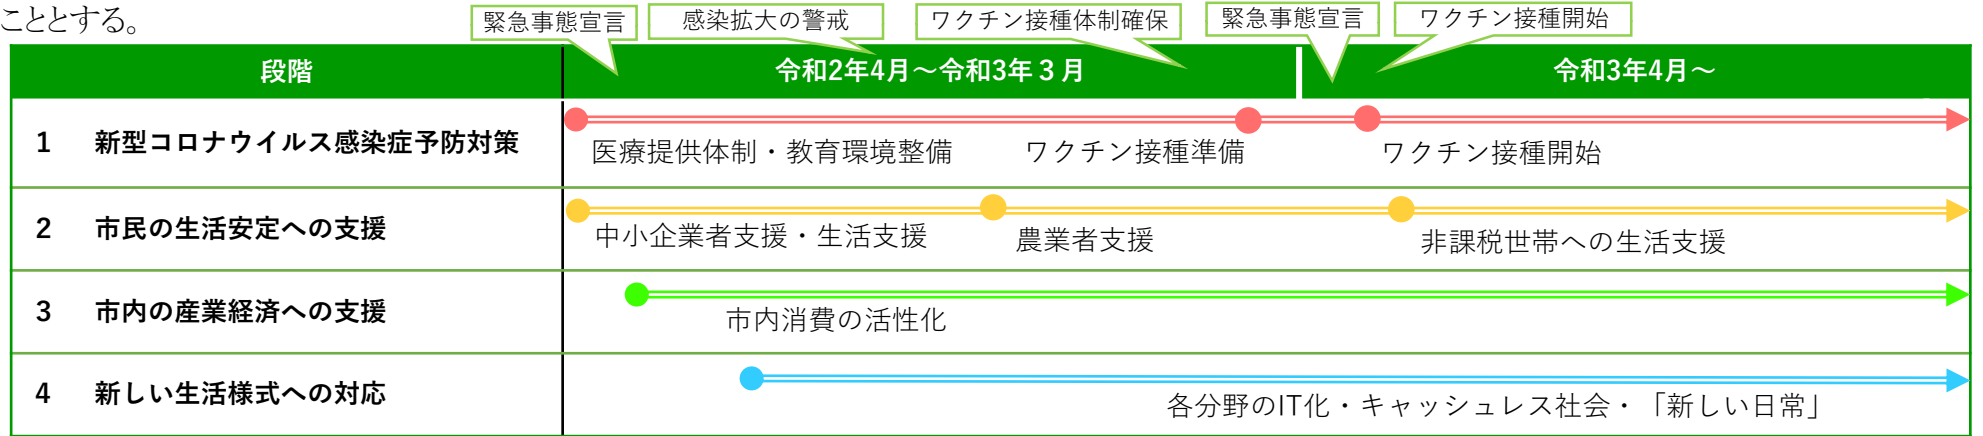 こととする。
緊急事態宣言
感染拡大の警戒
ワクチン接種体制確保
緊急事態宣言
ワクチン接種開始
段階
令和2年4月～令和3年３月
令和3年4月～
1 新型コロナウイルス感染症予防対策
医療提供体制・教育環境整備
ワクチン接種準備
ワクチン接種開始
2 市民の生活安定への支援
中小企業者支援・生活支援
農業者支援
非課税世帯への生活支援
3 市内の産業経済への支援
市内消費の活性化
4 新しい生活様式への対応
各分野のIT化・キャッシュレス社会・「新しい日常」